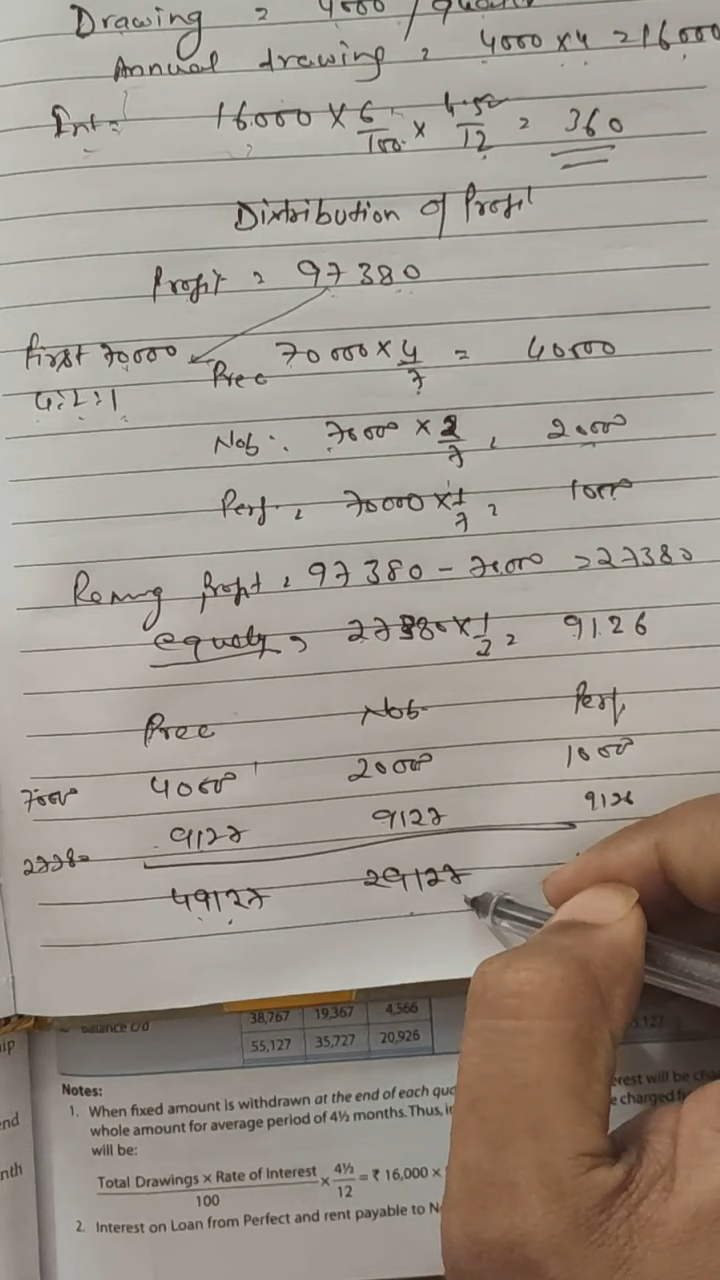 Drawing = 4000 /
Annual drawing = 4000 x 4 = 16000
Int = 16000 x 6/100 x 4.50/12 = 360
Distribution of Profit
Profit = 97380
First 70000
4:2:1
Prec 70000 x 4/7 = 40000
Nob. 70000 x 2/7 = 20000
Perf. = 70000 x 1/7 = 10000
Remng Profit = 97380 - 70000 = 27380
equaly = 27380 x 1/3 = 9126
Prec Nob. Perf.
70000 40000 20000 10000
27380 9127 9127 9126
49127 29127
balance c/d 38,767 19,367 4,566
55,127 35,727 20,926 5,127
Notes:
1. When fixed amount is withdrawn at the end of each
whole amount for average period of 4½ months. Thus,
will be:
Total Drawings x Rate of Interest/100 x 4½/12 = ₹ 16,000 x
2. Interest on Loan from Perfect and rent payable to